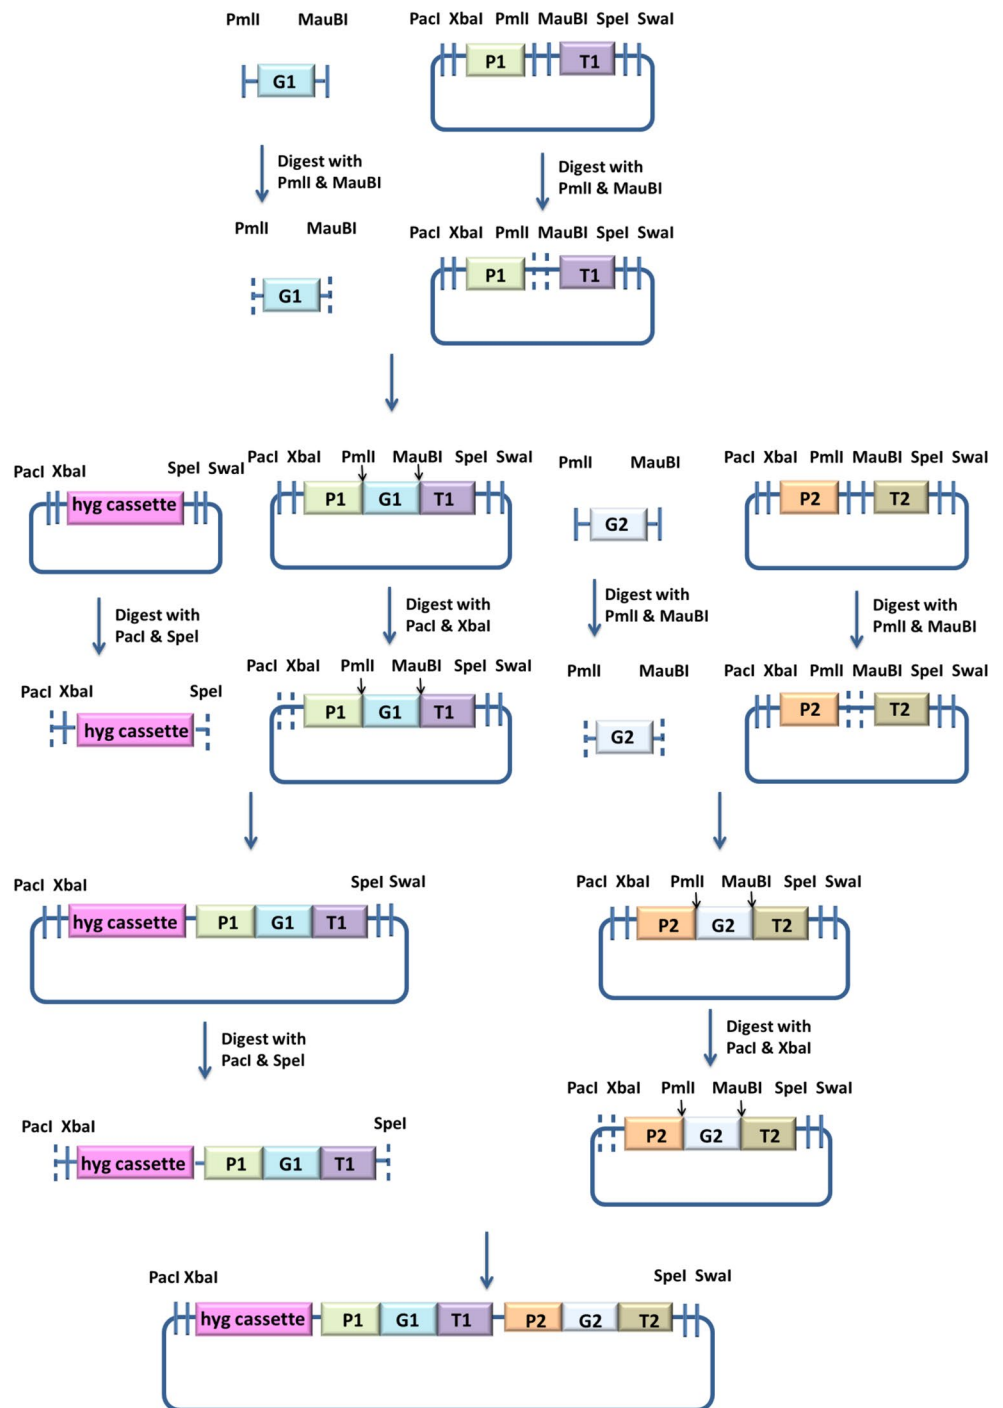 PmlI MauBI PacI XbaI PmlI MauBI SpeI SwaI
G1 P1 T1
Digest with
PmlI & MauBI
Digest with
PmlI & MauBI
PmlI MauBI PacI XbaI PmlI MauBI SpeI SwaI
G1 P1 T1
PacI XbaI SpeI SwaI PacI XbaI PmlI MauBI SpeI SwaI PmlI MauBI PacI XbaI PmlI MauBI SpeI SwaI
hyg cassette P1 G1 T1 G2 P2 T2
Digest with
PacI & SpeI
Digest with
PacI & XbaI
Digest with
PmlI & MauBI
Digest with
PmlI & MauBI
PacI XbaI SpeI PacI XbaI PmlI MauBI SpeI SwaI PmlI MauBI PacI XbaI PmlI MauBI SpeI SwaI
hyg cassette P1 G1 T1 G2 P2 T2
PacI XbaI SpeI SwaI PacI XbaI PmlI MauBI SpeI SwaI
hyg cassette P1 G1 T1 P2 G2 T2
Digest with
PacI & SpeI
Digest with
PacI & XbaI
PacI XbaI SpeI PacI XbaI PmlI MauBI SpeI SwaI
hyg cassette P1 G1 T1 P2 G2 T2
PacI XbaI SpeI SwaI
hyg cassette P1 G1 T1 P2 G2 T2